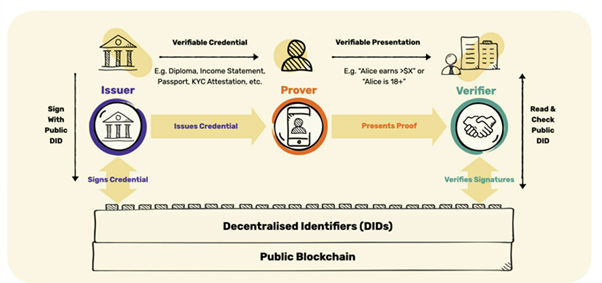 Verifiable Credential
Verifiable Presentation
E.g. Diploma, Income Statement,
Passport, KYC Attestation, etc.
E.g. "Alice earns >$X" or
"Alice is 18+"
Issuer
Prover
Verifier
Sign
With
Public
DID
Issues Credential
Presents Proof
Read &
Check
Public
DID
Signs Credential
Verifies Signatures
Decentralised Identifiers (DIDs)
Public Blockchain